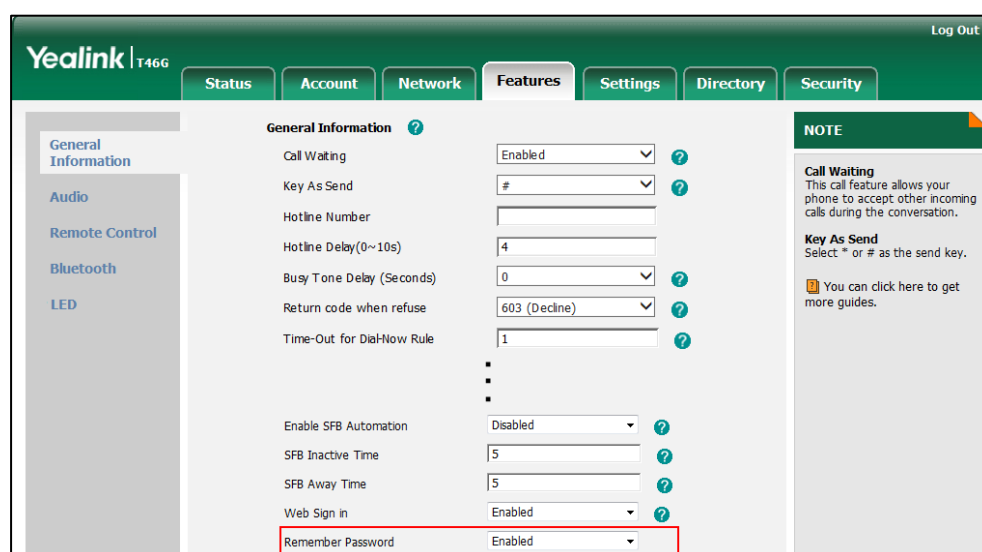 Log Out
Yealink | T46G
Status Account Network Features Settings Directory Security
General Information
Audio
Remote Control
Bluetooth
LED
General Information ?
Call Waiting Enabled ?
Key As Send # ?
Hotline Number
Hotline Delay(0~10s) 4
Busy Tone Delay (Seconds) 0 ?
Return code when refuse 603 (Decline) ?
Time-Out for Dial-Now Rule 1 ?
Enable SFB Automation Disabled ?
SFB Inactive Time 5 ?
SFB Away Time 5 ?
Web Sign in Enabled ?
Remember Password Enabled
NOTE
Call Waiting
This call feature allows your
phone to accept other incoming
calls during the conversation.
Key As Send
Select * or # as the send key.
? You can click here to get
more guides.